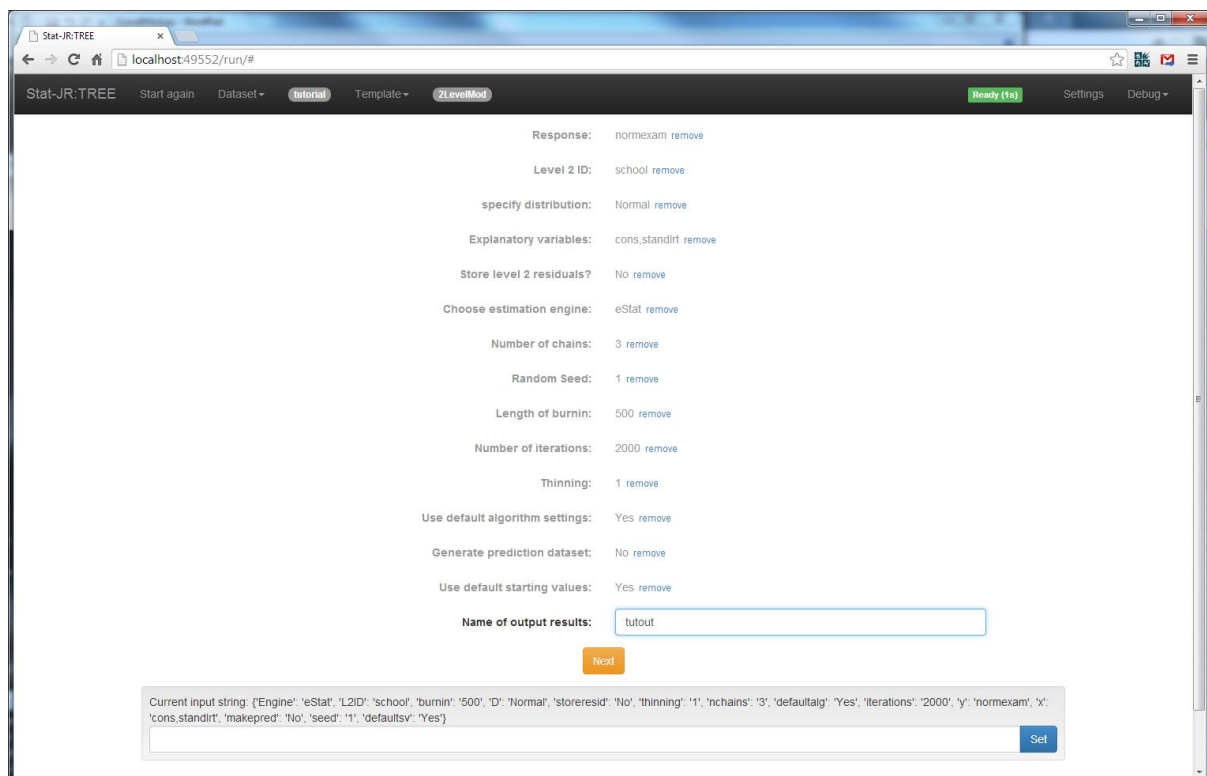 Stat-JR:TREE
localhost:49552/run/#
Stat-JR:TREE Start again Dataset tutorial Template 2LevelMod Ready (1s) Settings Debug
Response: normexam remove
Level 2 ID: school remove
specify distribution: Normal remove
Explanatory variables: cons,standlrt remove
Store level 2 residuals? No remove
Choose estimation engine: eStat remove
Number of chains: 3 remove
Random Seed: 1 remove
Length of burnin: 500 remove
Number of iterations: 2000 remove
Thinning: 1 remove
Use default algorithm settings: Yes remove
Generate prediction dataset: No remove
Use default starting values: Yes remove
Name of output results: tutout
Next
Current input string: {'Engine': 'eStat', 'L2ID': 'school', 'burnin': '500', 'D': 'Normal', 'storeresid': 'No', 'thinning': '1', 'nchains': '3', 'defaultalg': 'Yes', 'iterations': '2000', 'y': 'normexam', 'x':
'cons,standlrt', 'makepred': 'No', 'seed': '1', 'defaultsv': 'Yes'}
Set